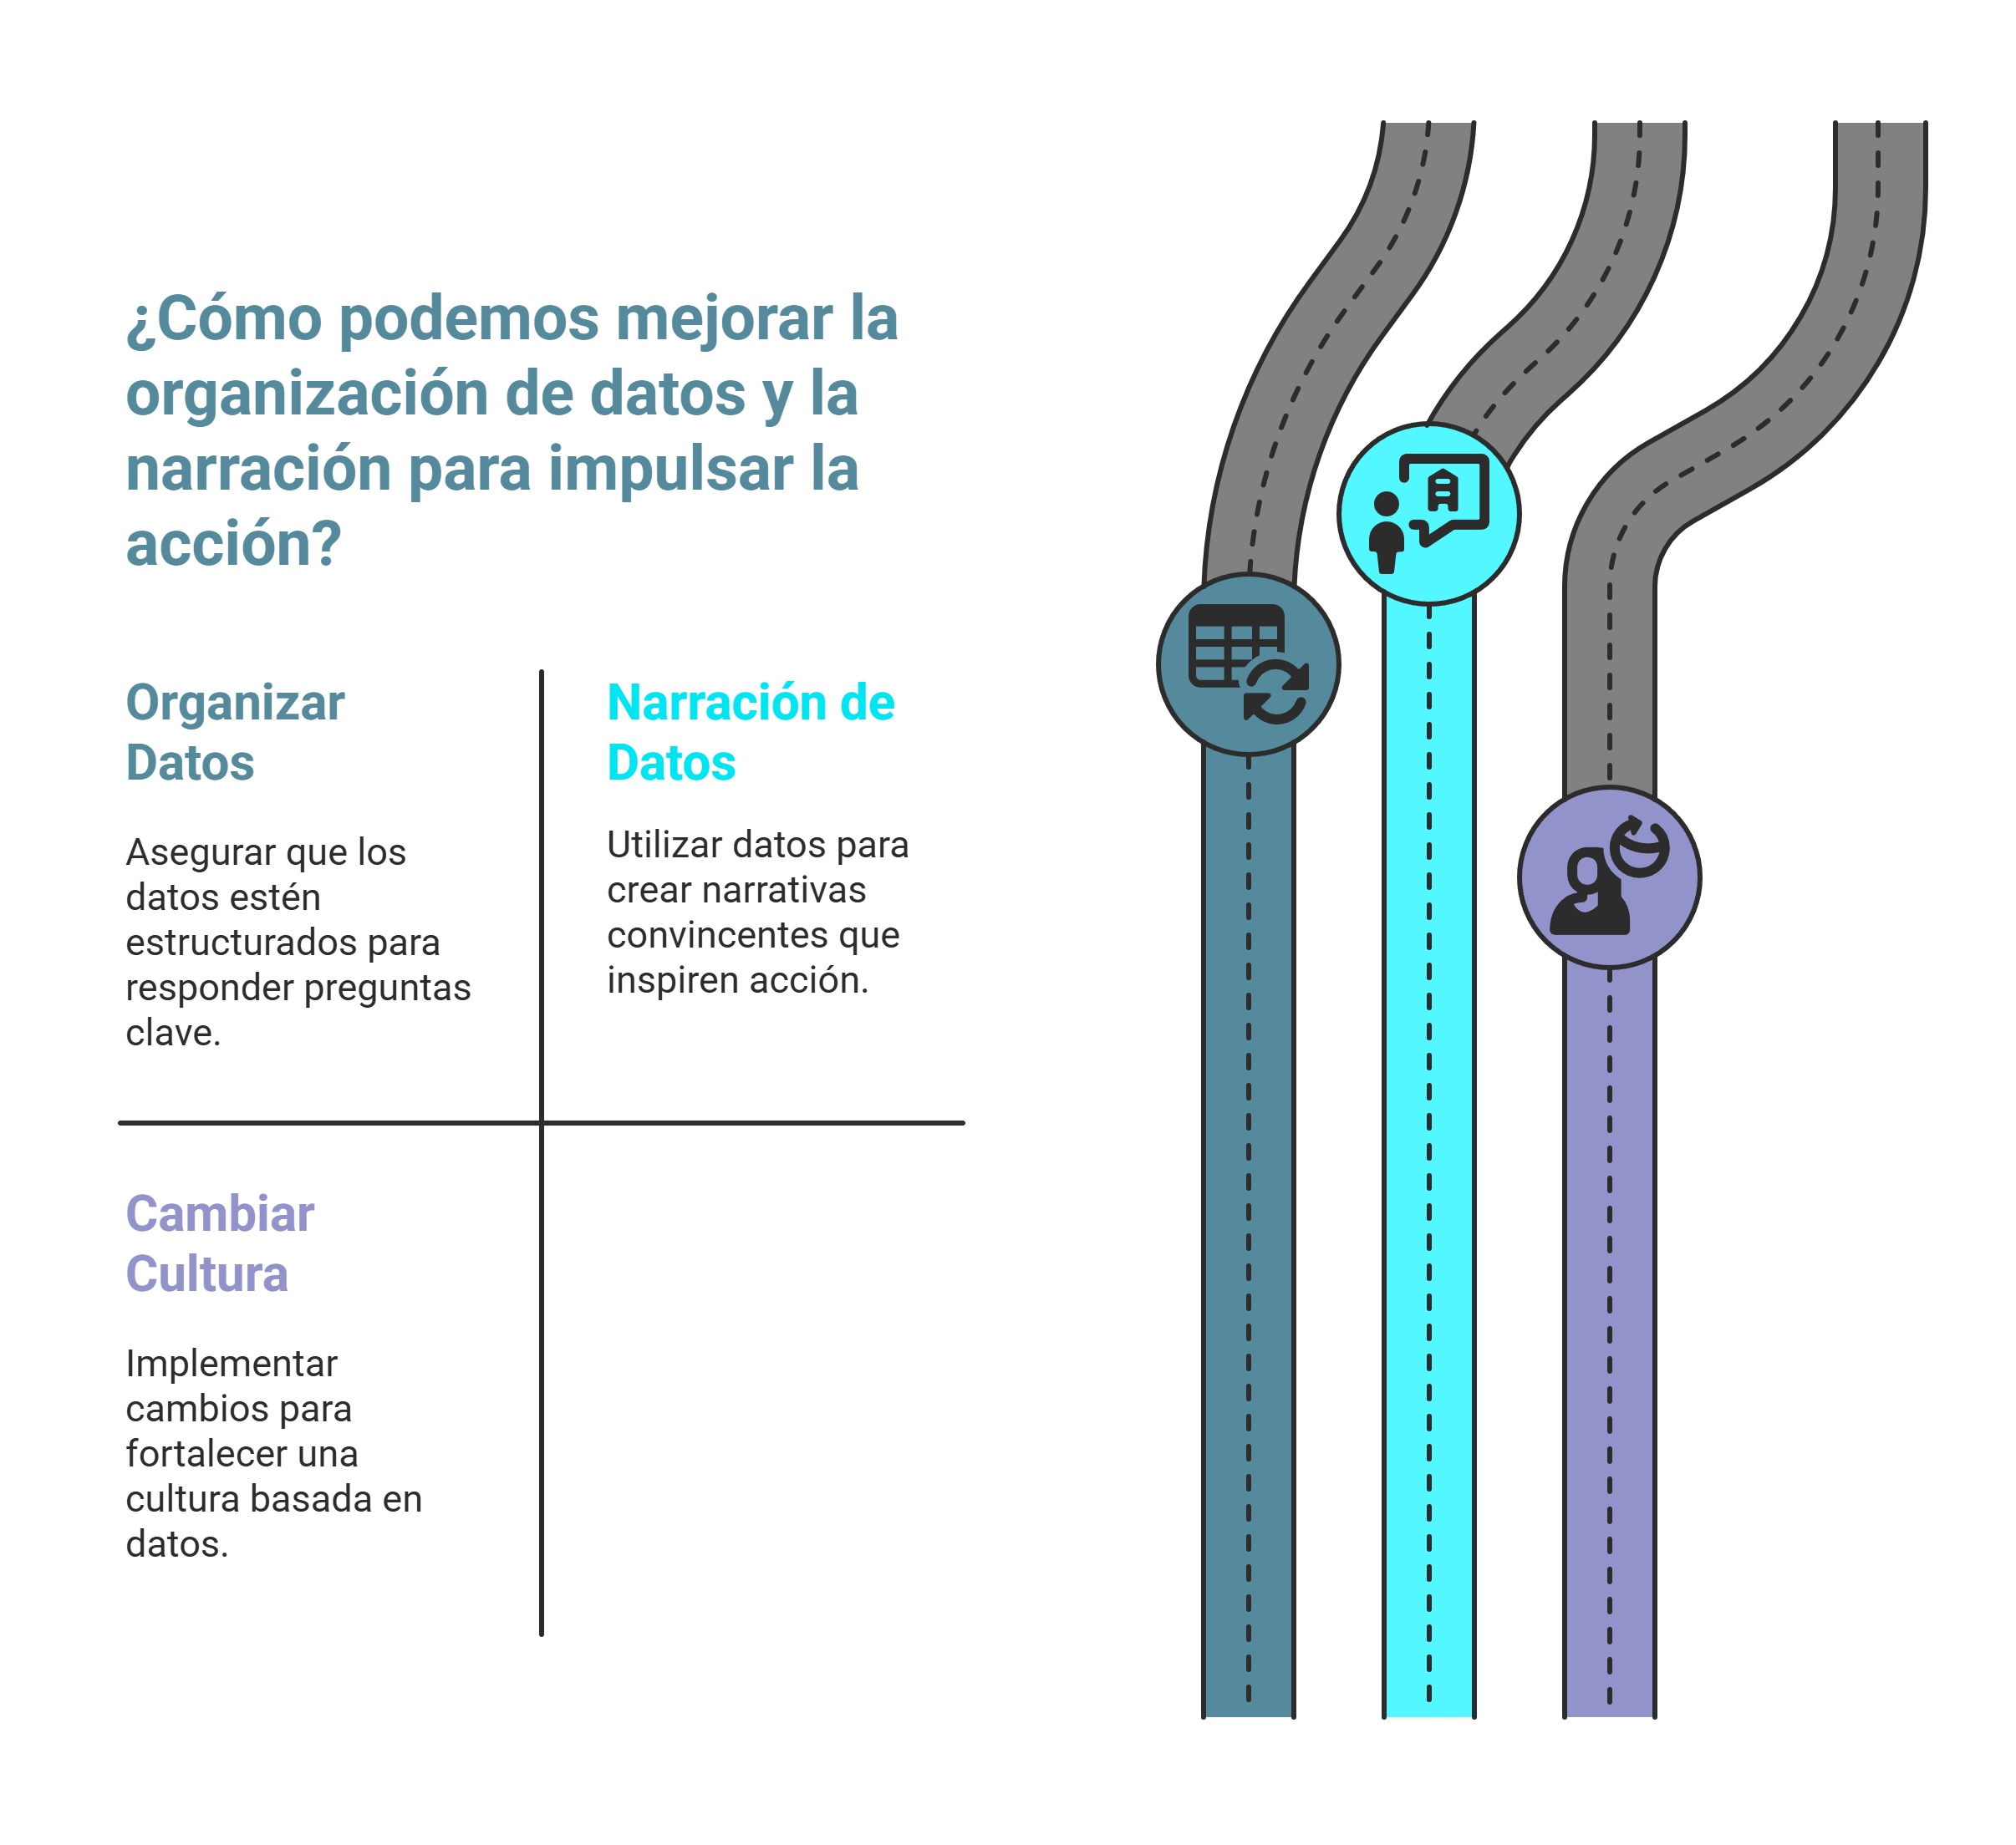 ¿Cómo podemos mejorar la
organización de datos y la
narración para impulsar la
acción?
Organizar
Datos
Asegurar que los
datos estén
estructurados para
responder preguntas
clave.
Narración de
Datos
Utilizar datos para
crear narrativas
convincentes que
inspiren acción.
Cambiar
Cultura
Implementar
cambios para
fortalecer una
cultura basada en
datos.